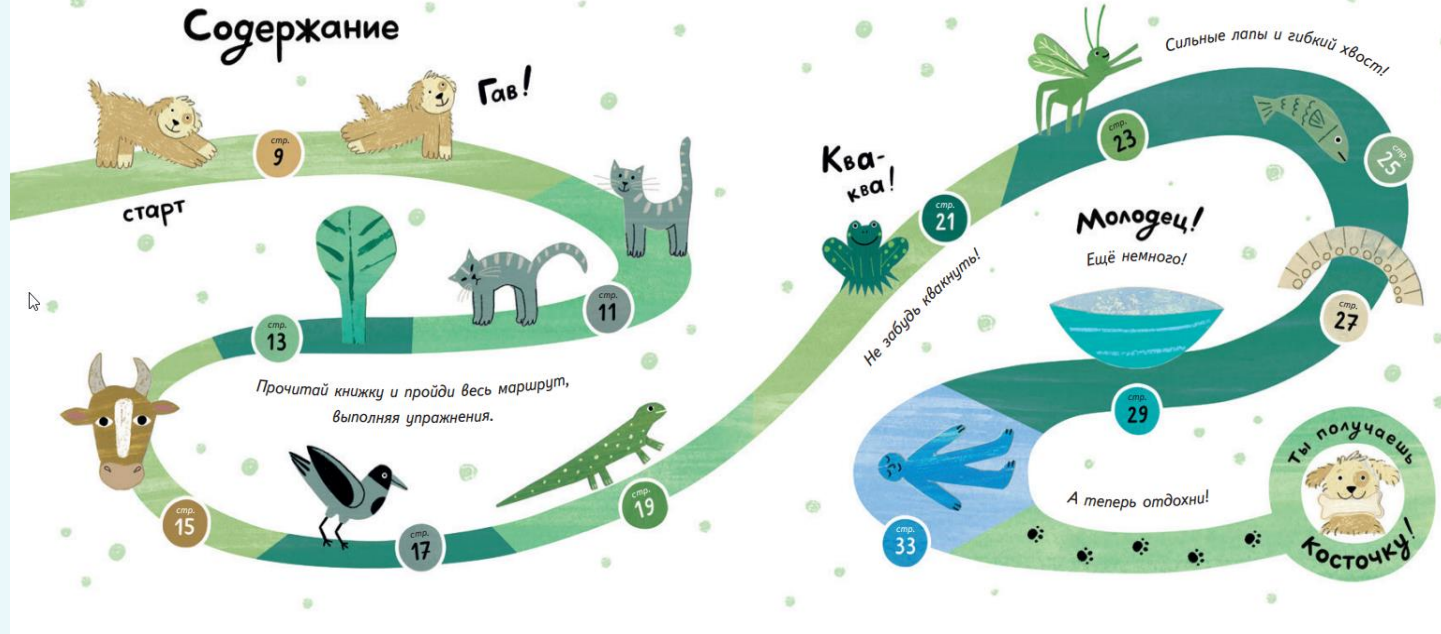 Содержание
Гав!
стр.
9
старт
стр.
11
стр.
13
Прочитай книжку и пройди весь маршрут,
выполняя упражнения.
стр.
15
стр.
17
стр.
19
Ква-
ква!
стр.
21
Не забудь квакнуть!
стр.
23
Сильные лапы и гибкий хвост!
стр.
25
Молодец!
Ещё немного!
стр.
27
стр.
29
стр.
33
А теперь отдохни!
Ты получаешь
косточку!